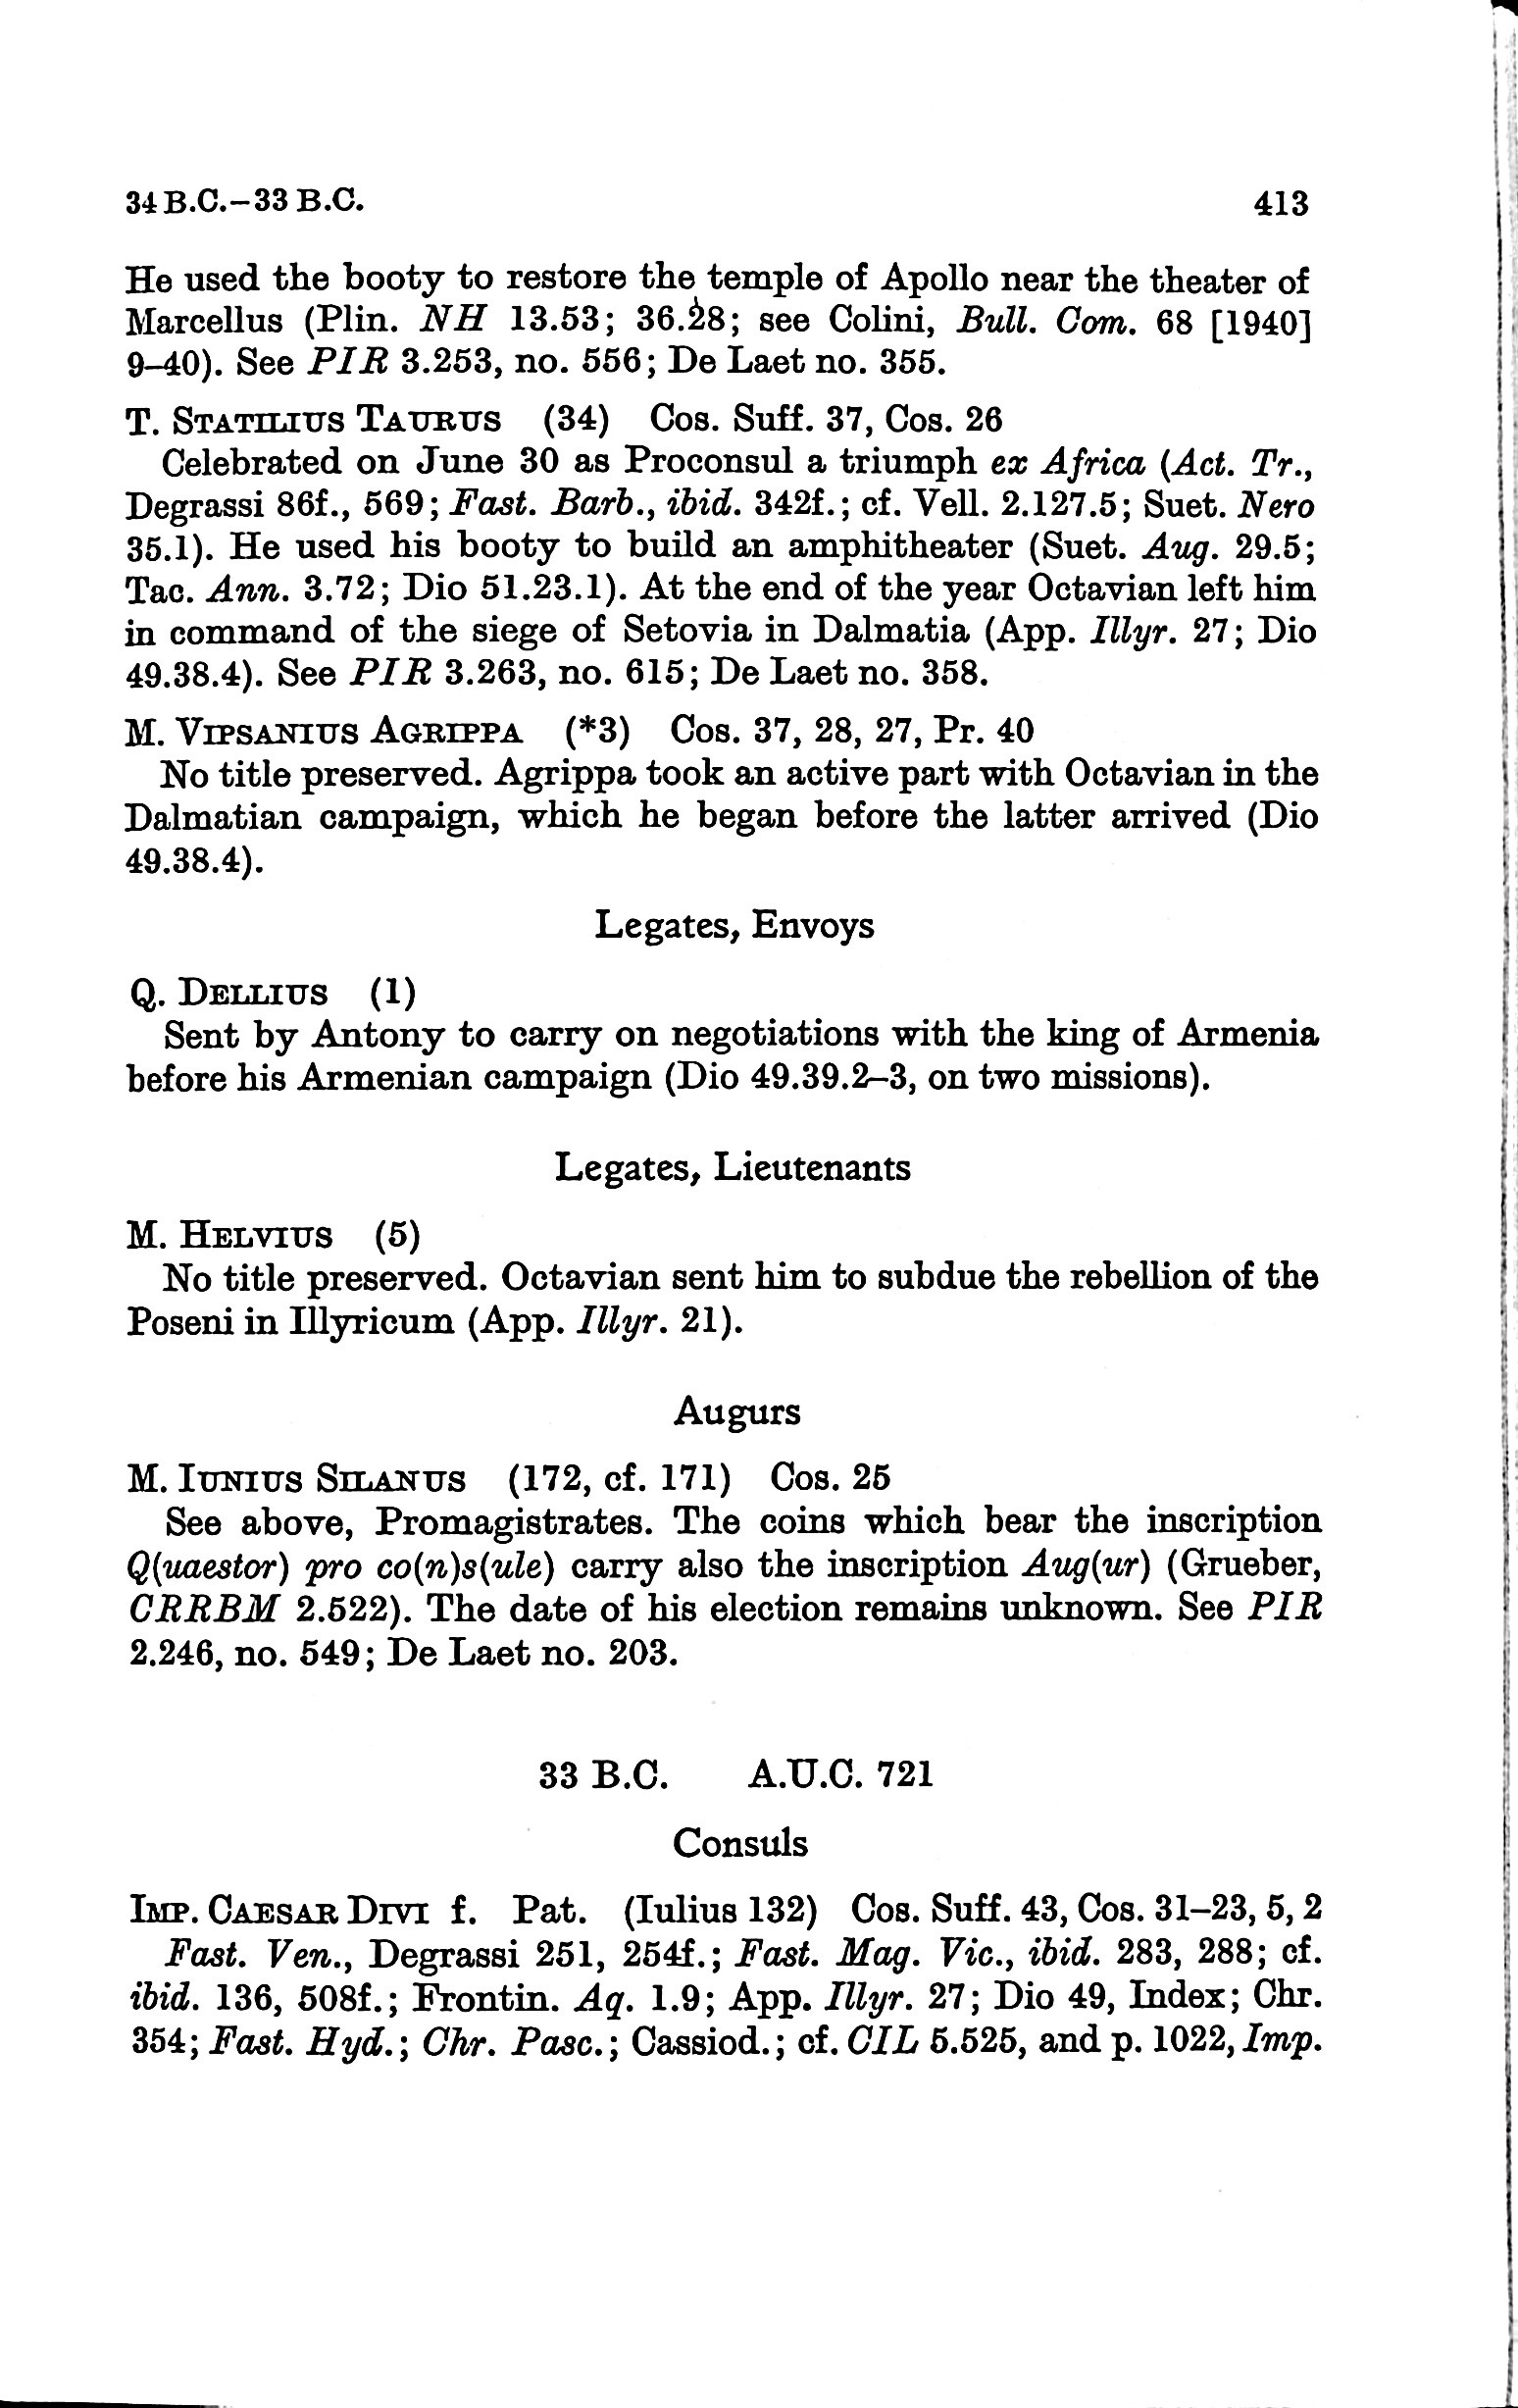 34 B.C.–33 B.C. 413
He used the booty to restore the temple of Apollo near the theater of
Marcellus (Plin. NH 13.53; 36.28; see Colini, Bull. Com. 68 [1940]
9–40). See PIR 3.253, no. 556; De Laet no. 355.
T. STATILIUS TAURUS (34) Cos. Suff. 37, Cos. 26
Celebrated on June 30 as Proconsul a triumph ex Africa (Act. Tr.,
Degrassi 86f., 569; Fast. Barb., ibid. 342f.; cf. Vell. 2.127.5; Suet. Nero
35.1). He used his booty to build an amphitheater (Suet. Aug. 29.5;
Tac. Ann. 3.72; Dio 51.23.1). At the end of the year Octavian left him
in command of the siege of Setovia in Dalmatia (App. Illyr. 27; Dio
49.38.4). See PIR 3.263, no. 615; De Laet no. 358.
M. VIPSANIUS AGRIPPA (*3) Cos. 37, 28, 27, Pr. 40
No title preserved. Agrippa took an active part with Octavian in the
Dalmatian campaign, which he began before the latter arrived (Dio
49.38.4).
Legates, Envoys
Q. DELLIUS (1)
Sent by Antony to carry on negotiations with the king of Armenia
before his Armenian campaign (Dio 49.39.2–3, on two missions).
Legates, Lieutenants
M. HELVIUS (5)
No title preserved. Octavian sent him to subdue the rebellion of the
Poseni in Illyricum (App. Illyr. 21).
Augurs
M. IUNIUS SILANUS (172, cf. 171) Cos. 25
See above, Promagistrates. The coins which bear the inscription
Q(uaestor) pro co(n)s(ule) carry also the inscription Aug(ur) (Grueber,
CRRBM 2.522). The date of his election remains unknown. See PIR
2.246, no. 549; De Laet no. 203.
33 B.C. A.U.C. 721
Consuls
IMP. CAESAR DIVI f. Pat. (Iulius 132) Cos. Suff. 43, Cos. 31–23, 5, 2
Fast. Ven., Degrassi 251, 254f.; Fast. Mag. Vic., ibid. 283, 288; cf.
ibid. 136, 508f.; Frontin. Aq. 1.9; App. Illyr. 27; Dio 49, Index; Chr.
354; Fast. Hyd.; Chr. Pasc.; Cassiod.; cf. CIL 5.525, and p. 1022, Imp.